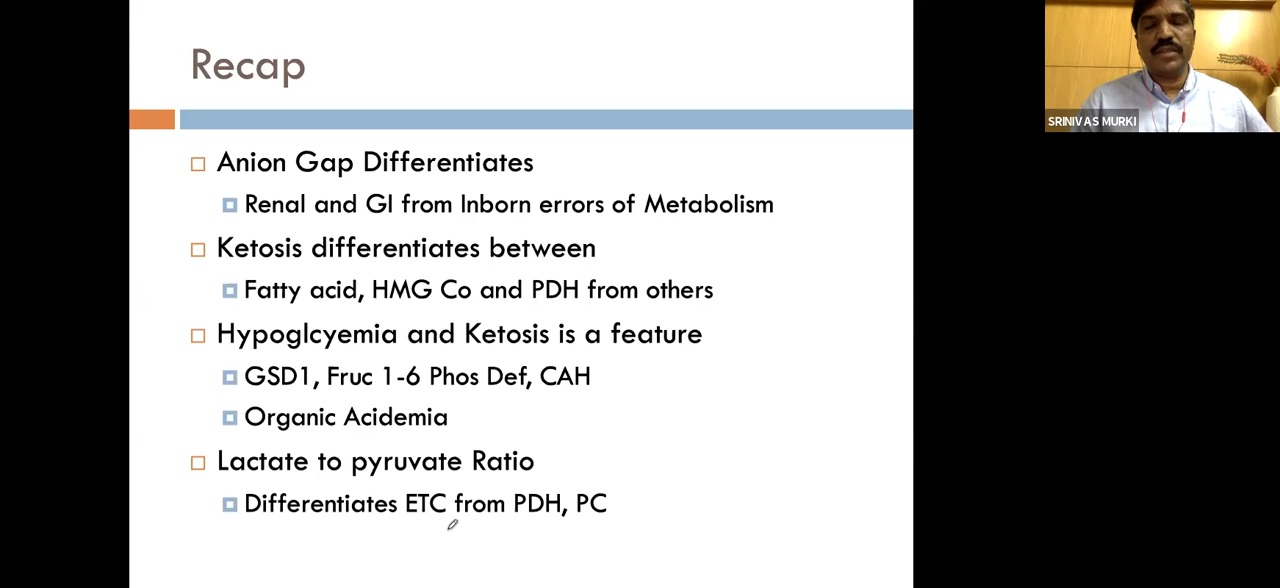 Recap
Anion Gap Differentiates
Renal and GI from Inborn errors of Metabolism
Ketosis differentiates between
Fatty acid, HMG Co and PDH from others
Hypoglcyemia and Ketosis is a feature
GSD1, Fruc 1-6 Phos Def, CAH
Organic Acidemia
Lactate to pyruvate Ratio
Differentiates ETC from PDH, PC
SRINIVAS MURKI